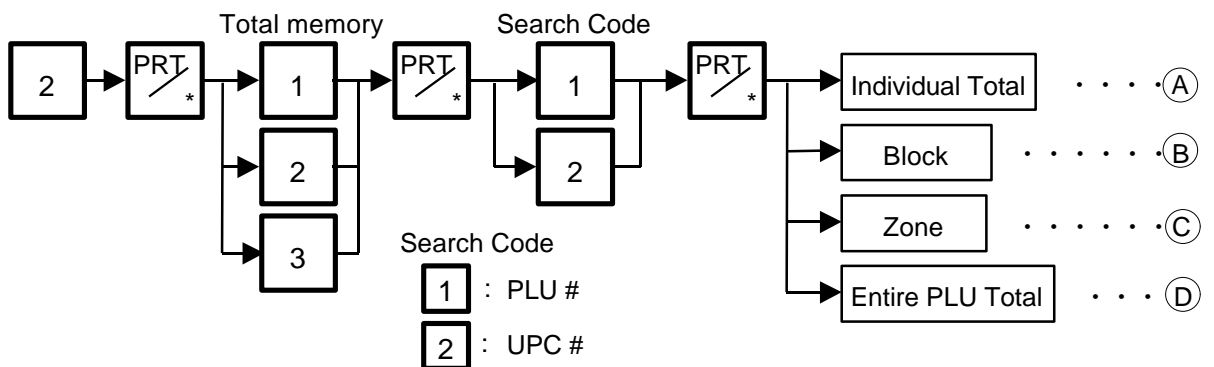 Total memory
Search Code
2
PRT/*
1
PRT/*
1
PRT/*
Individual Total ・・・・Ⓐ
2
2
Block ・・・・・・Ⓑ
3
Zone ・・・・・・Ⓒ
Search Code
1 : PLU #
Entire PLU Total ・・・Ⓓ
2 : UPC #